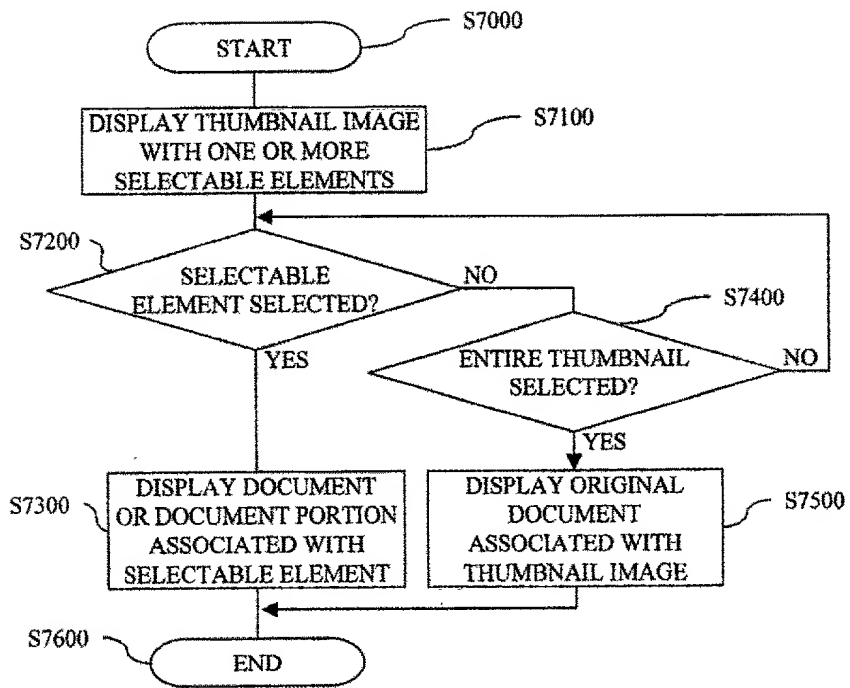 START
S7000
DISPLAY THUMBNAIL IMAGE
WITH ONE OR MORE
SELECTABLE ELEMENTS
S7100
S7200
SELECTABLE
ELEMENT SELECTED?
NO
YES
S7400
ENTIRE THUMBNAIL
SELECTED?
NO
YES
S7300
DISPLAY DOCUMENT
OR DOCUMENT PORTION
ASSOCIATED WITH
SELECTABLE ELEMENT
DISPLAY ORIGINAL
DOCUMENT
ASSOCIATED WITH
THUMBNAIL IMAGE
S7500
S7600
END